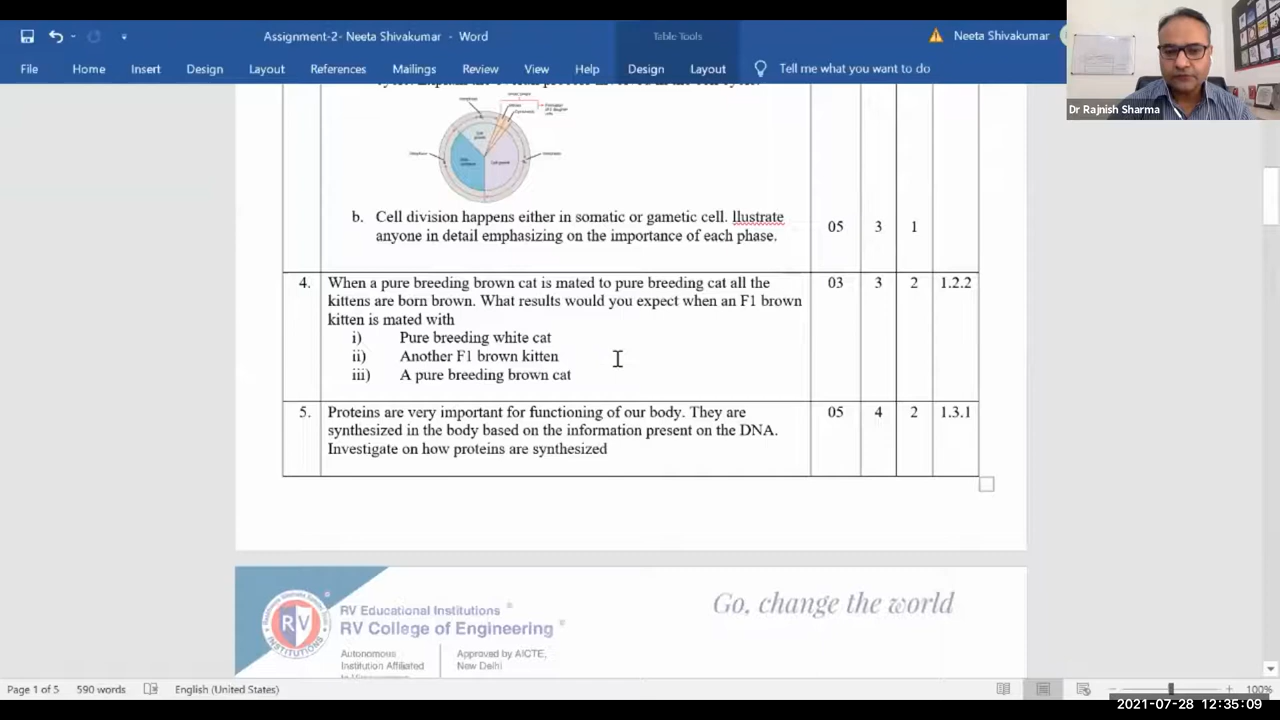 Assignment-2- Neeta Shivakumar - Word
Table Tools
Neeta Shivakumar
File Home Insert Design Layout References Mailings Review View Help Design Layout Tell me what you want to do
Dr Rajnish Sharma
b. Cell division happens either in somatic or gametic cell. llustrate
anyone in detail emphasizing on the importance of each phase.
05 3 1
4. When a pure breeding brown cat is mated to pure breeding cat all the
kittens are born brown. What results would you expect when an F1 brown
kitten is mated with
i) Pure breeding white cat
ii) Another F1 brown kitten
iii) A pure breeding brown cat
03 3 2 1.2.2
5. Proteins are very important for functioning of our body. They are
synthesized in the body based on the information present on the DNA.
Investigate on how proteins are synthesized
05 4 2 1.3.1
RV
RV Educational Institutions
RV College of Engineering
Autonomous
Institution Affiliated
Approved by AICTE,
New Delhi
Go, change the world
Page 1 of 5 590 words English (United States) 100%
2021-07-28 12:35:09